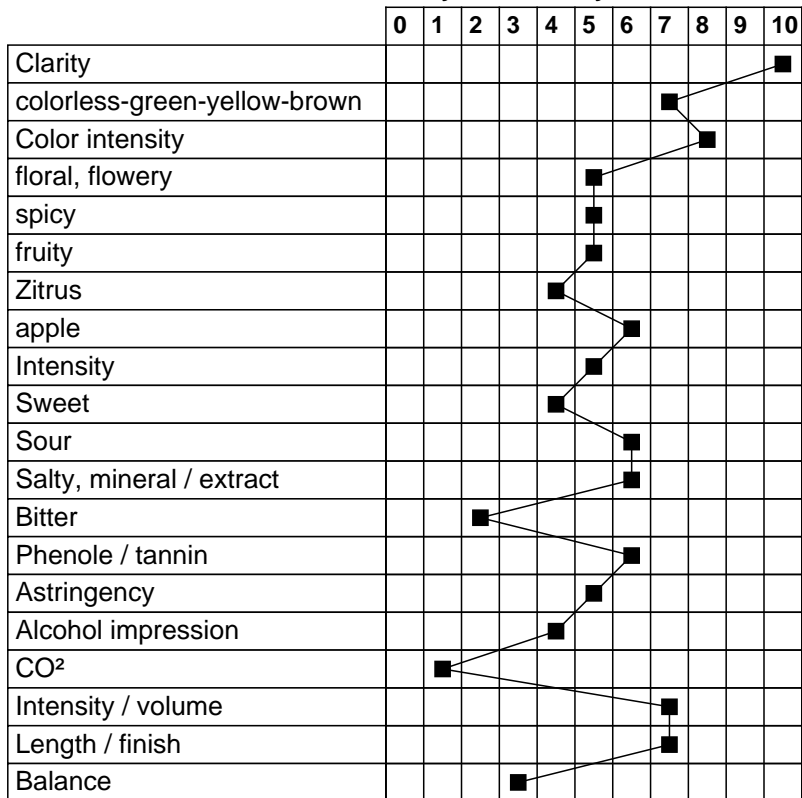 0 1 2 3 4 5 6 7 8 9 10
Clarity
colorless-green-yellow-brown
Color intensity
floral, flowery
spicy
fruity
Zitrus
apple
Intensity
Sweet
Sour
Salty, mineral / extract
Bitter
Phenole / tannin
Astringency
Alcohol impression
CO²
Intensity / volume
Length / finish
Balance